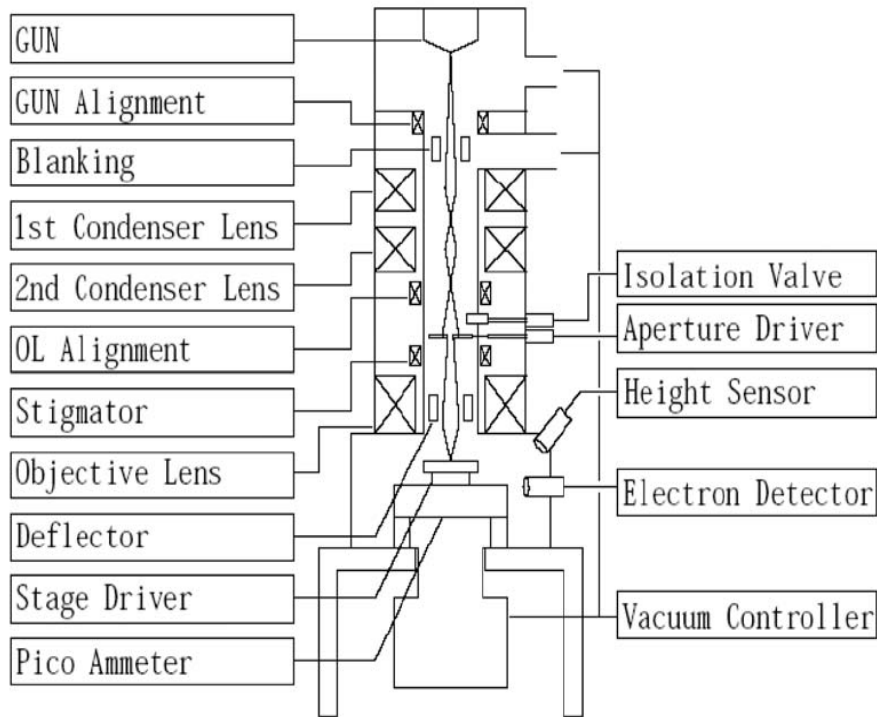 GUN
GUN Alignment
Blanking
1st Condenser Lens
2nd Condenser Lens
OL Alignment
Stigmator
Objective Lens
Deflector
Stage Driver
Pico Ammeter
Isolation Valve
Aperture Driver
Height Sensor
Electron Detector
Vacuum Controller